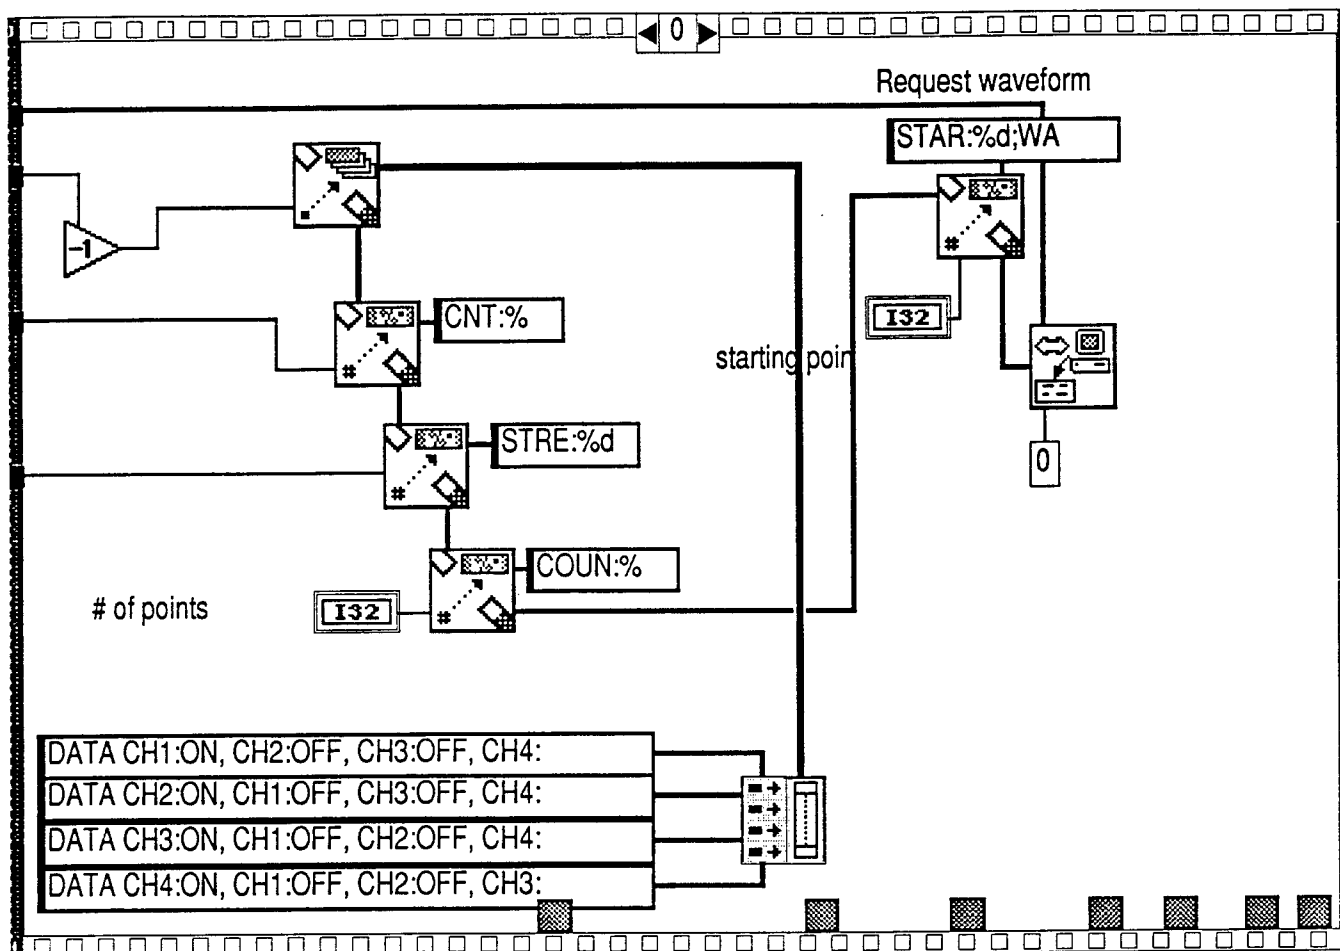 0
Request waveform
STAR:%d;WA
-1
CNT:%
I32
starting poin
STRE:%d
0
COUN:%
# of points
I32
DATA CH1:ON, CH2:OFF, CH3:OFF, CH4:
DATA CH2:ON, CH1:OFF, CH3:OFF, CH4:
DATA CH3:ON, CH1:OFF, CH2:OFF, CH4:
DATA CH4:ON, CH1:OFF, CH2:OFF, CH3: